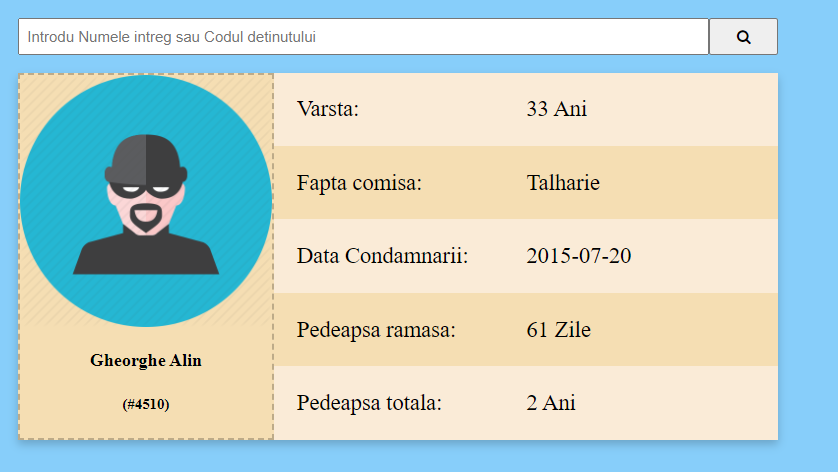 Introdu Numele intreg sau Codul detinutului
Gheorghe Alin
(#4510)
Varsta: 33 Ani
Fapta comisa: Talharie
Data Condamnarii: 2015-07-20
Pedeapsa ramasa: 61 Zile
Pedeapsa totala: 2 Ani